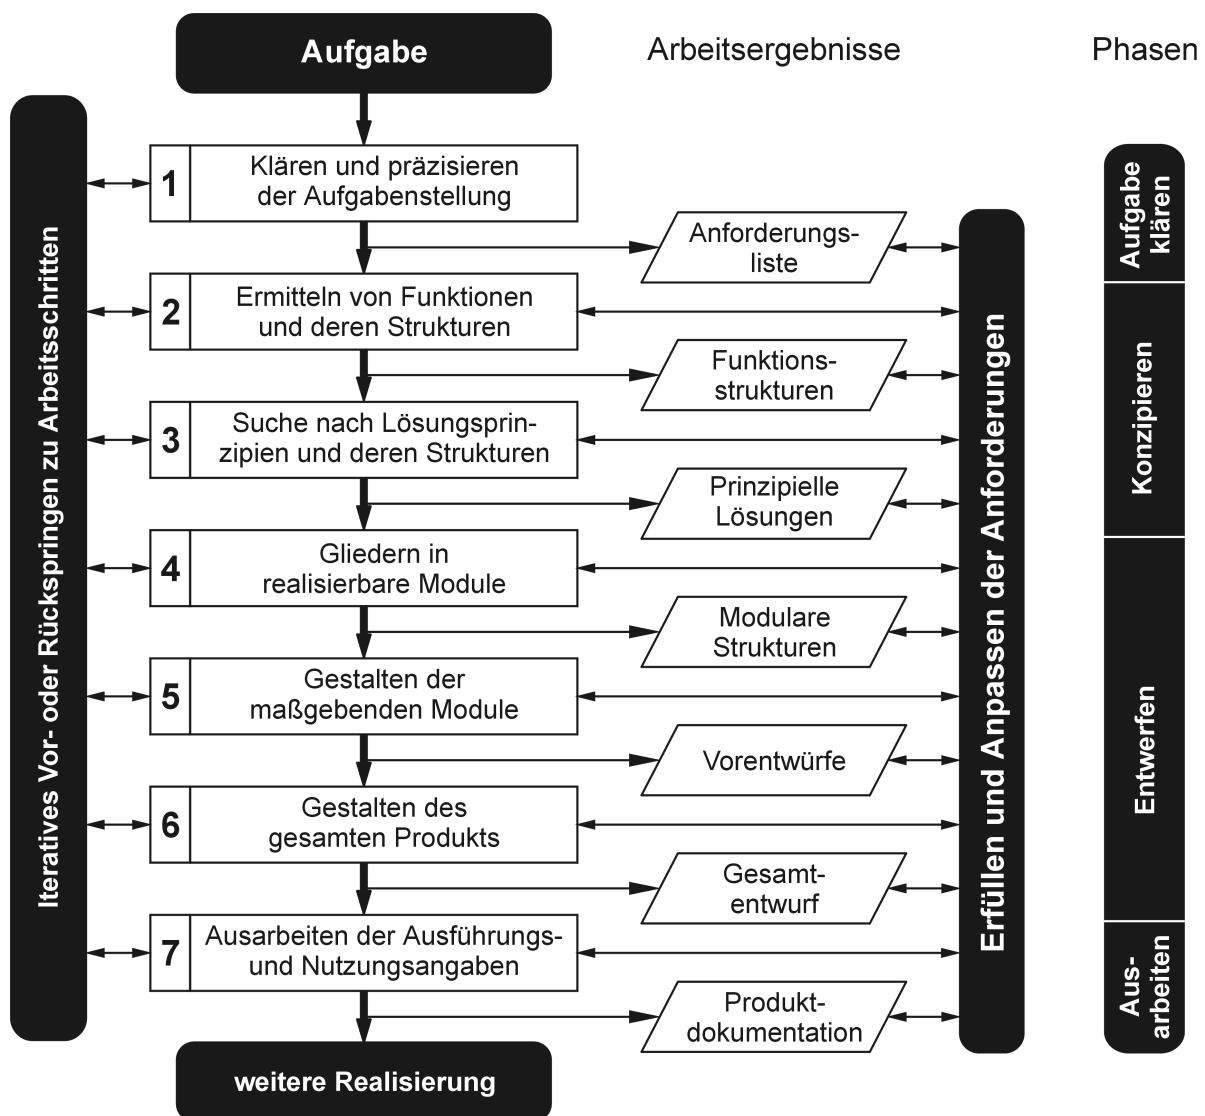 Aufgabe
Arbeitsergebnisse
Phasen
Iteratives Vor- oder Rückspringen zu Arbeitsschritten
1
Klären und präzisieren
der Aufgabenstellung
Anforderungs-
liste
2
Ermitteln von Funktionen
und deren Strukturen
Funktions-
strukturen
3
Suche nach Lösungsprin-
zipien und deren Strukturen
Prinzipielle
Lösungen
4
Gliedern in
realisierbare Module
Modulare
Strukturen
5
Gestalten der
maßgebenden Module
Vorentwürfe
6
Gestalten des
gesamten Produkts
Gesamt-
entwurf
7
Ausarbeiten der Ausführungs-
und Nutzungsangaben
Produkt-
dokumentation
weitere Realisierung
Erfüllen und Anpassen der Anforderungen
Aufgabe
klären
Konzipieren
Entwerfen
Aus-
arbeiten